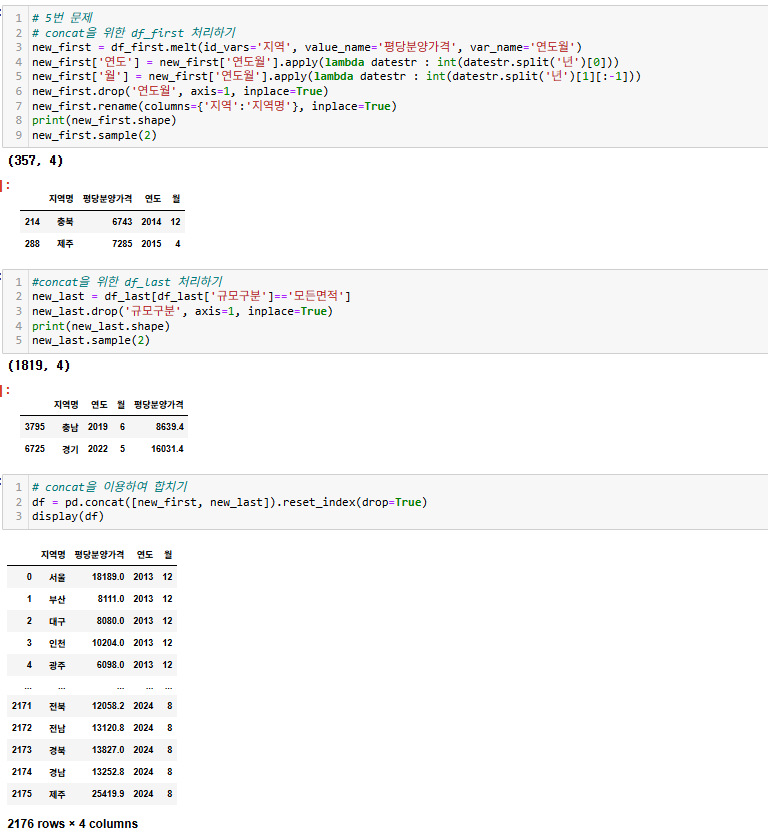 1 # 5번 문제
2 # concat을 위한 df_first 처리하기
3 new_first = df_first.melt(id_vars='지역', value_name='평당분양가격', var_name='연도월')
4 new_first['연도'] = new_first['연도월'].apply(lambda datestr : int(datestr.split('년')[0]))
5 new_first['월'] = new_first['연도월'].apply(lambda datestr : int(datestr.split('년')[1][:-1]))
6 new_first.drop('연도월', axis=1, inplace=True)
7 new_first.rename(columns={'지역':'지역명'}, inplace=True)
8 print(new_first.shape)
9 new_first.sample(2)
(357, 4)
:
지역명 평당분양가격 연도 월
214 충북 6743 2014 12
288 제주 7285 2015 4
1 #concat을 위한 df_last 처리하기
2 new_last = df_last[df_last['규모구분']=='모든면적']
3 new_last.drop('규모구분', axis=1, inplace=True)
4 print(new_last.shape)
5 new_last.sample(2)
(1819, 4)
:
지역명 연도 월 평당분양가격
3795 충남 2019 6 8639.4
6725 경기 2022 5 16031.4
1 # concat을 이용하여 합치기
2 df = pd.concat([new_first, new_last]).reset_index(drop=True)
3 display(df)
지역명 평당분양가격 연도 월
0 서울 18189.0 2013 12
1 부산 8111.0 2013 12
2 대구 8080.0 2013 12
3 인천 10204.0 2013 12
4 광주 6098.0 2013 12
... ... ... ... ...
2171 전북 12058.2 2024 8
2172 전남 13120.8 2024 8
2173 경북 13827.0 2024 8
2174 경남 13252.8 2024 8
2175 제주 25419.9 2024 8
2176 rows × 4 columns